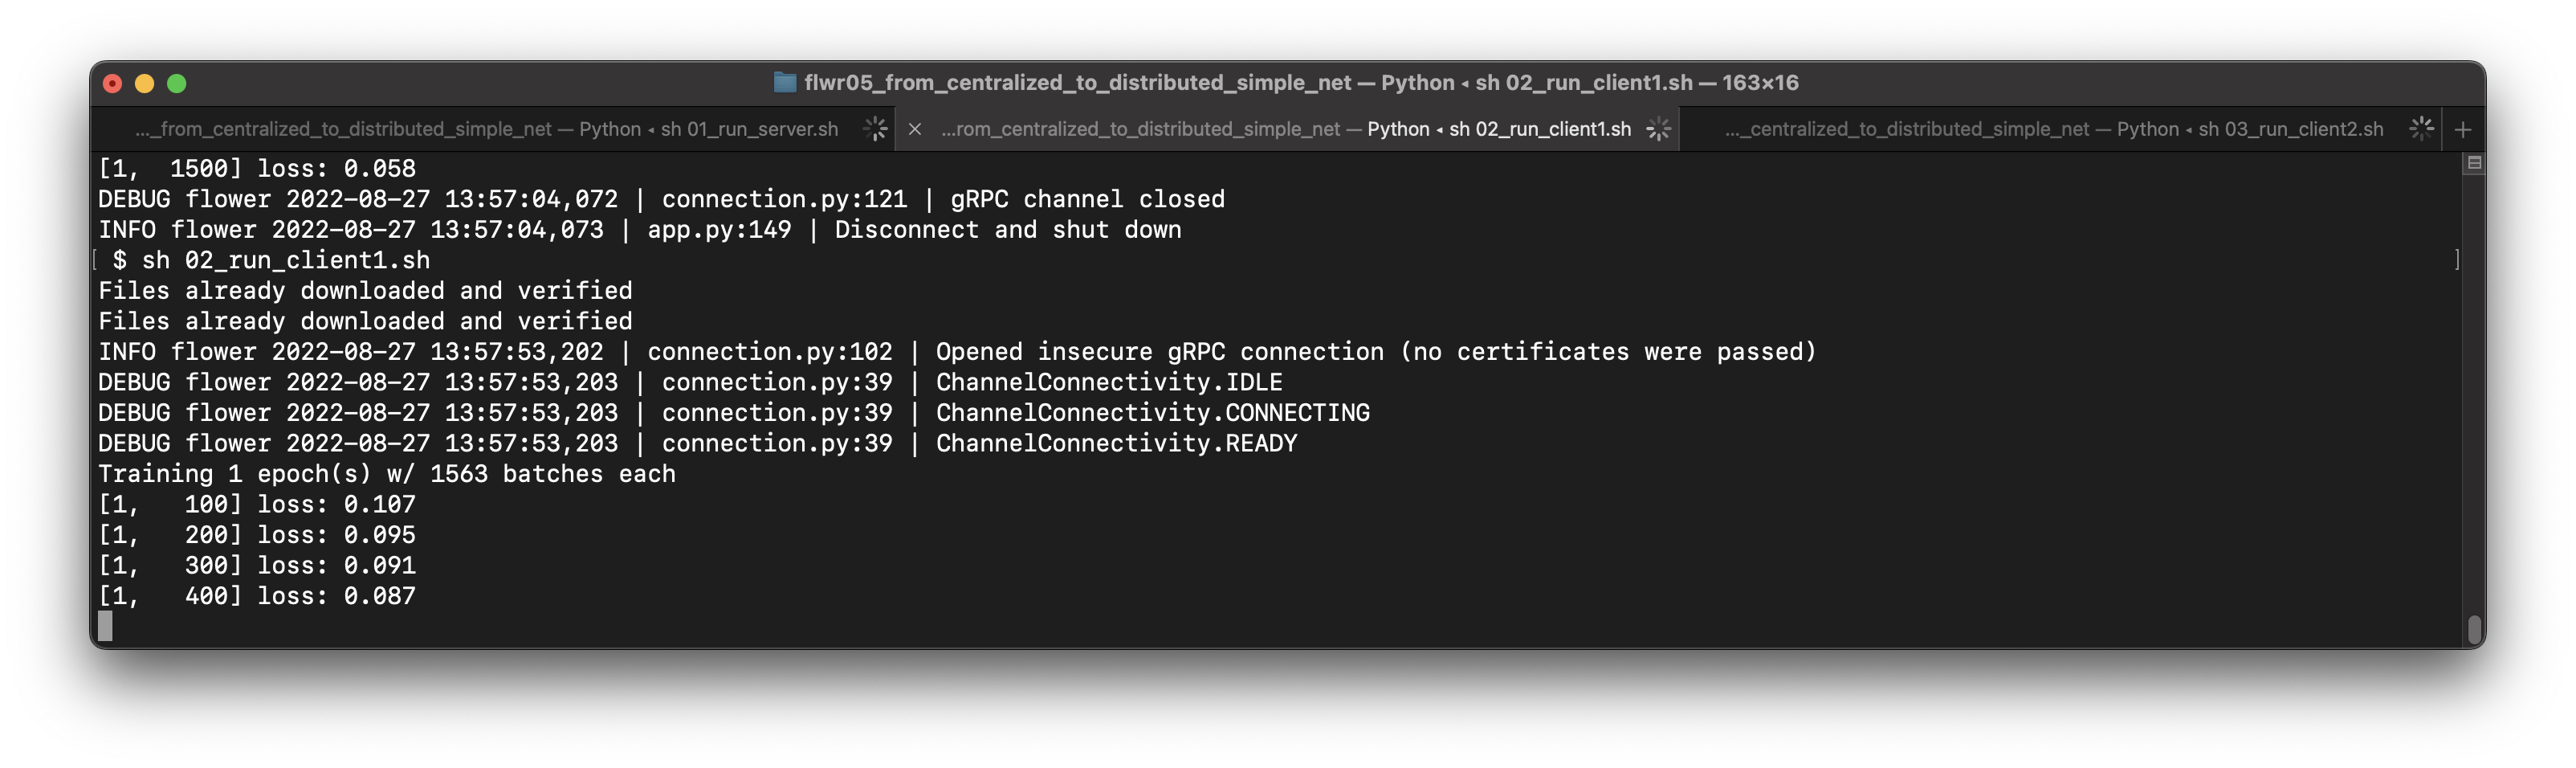 flwr05_from_centralized_to_distributed_simple_net — Python ◂ sh 02_run_client1.sh — 163×16
..._from_centralized_to_distributed_simple_net — Python ◂ sh 01_run_server.sh
...rom_centralized_to_distributed_simple_net — Python ◂ sh 02_run_client1.sh
..._centralized_to_distributed_simple_net — Python ◂ sh 03_run_client2.sh
[1,  1500] loss: 0.058
DEBUG flower 2022-08-27 13:57:04,072 | connection.py:121 | gRPC channel closed
INFO flower 2022-08-27 13:57:04,073 | app.py:149 | Disconnect and shut down
[ $ sh 02_run_client1.sh ]
Files already downloaded and verified
Files already downloaded and verified
INFO flower 2022-08-27 13:57:53,202 | connection.py:102 | Opened insecure gRPC connection (no certificates were passed)
DEBUG flower 2022-08-27 13:57:53,203 | connection.py:39 | ChannelConnectivity.IDLE
DEBUG flower 2022-08-27 13:57:53,203 | connection.py:39 | ChannelConnectivity.CONNECTING
DEBUG flower 2022-08-27 13:57:53,203 | connection.py:39 | ChannelConnectivity.READY
Training 1 epoch(s) w/ 1563 batches each
[1,   100] loss: 0.107
[1,   200] loss: 0.095
[1,   300] loss: 0.091
[1,   400] loss: 0.087